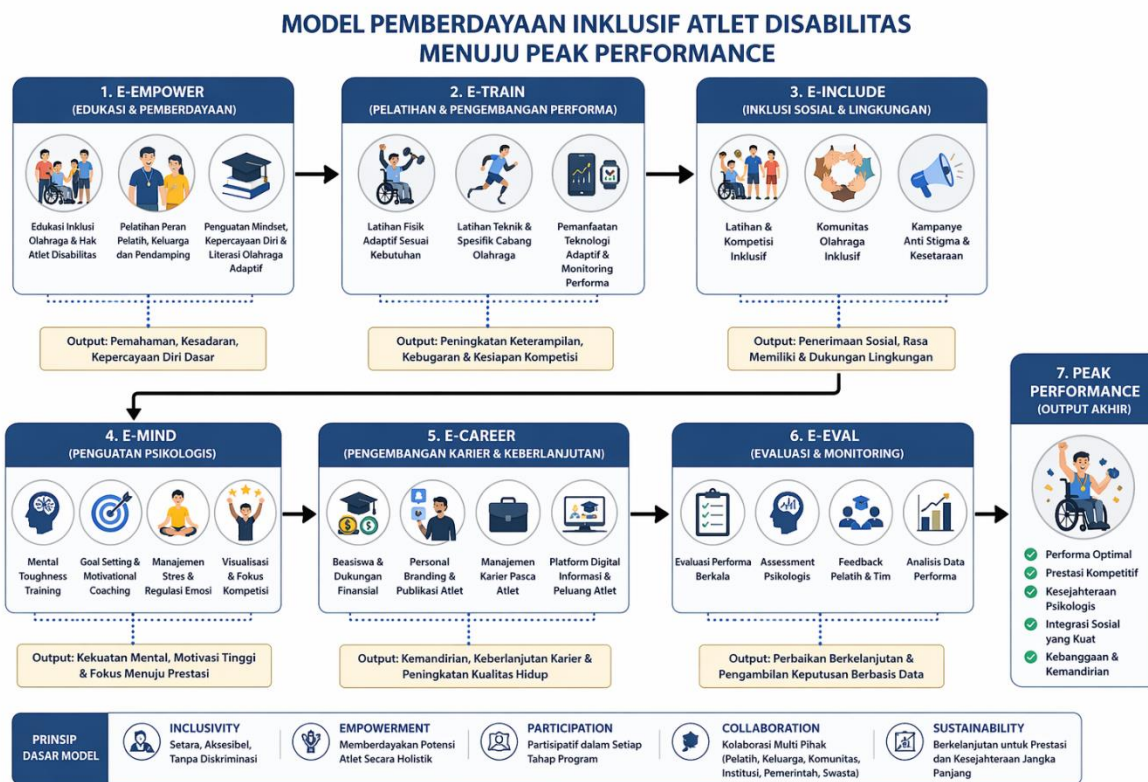 MODEL PEMBERDAYAAN INKLUSIF ATLET DISABILITAS
MENUJU PEAK PERFORMANCE
1. E-EMPOWER
(EDUKASI & PEMBERDAYAAN)
Edukasi Inklusi
Olahraga & Hak
Atlet Disabilitas
Pelatihan Peran
Pelatih, Keluarga
dan Pendamping
Penguatan Mindset,
Kepercayaan Diri &
Literasi Olahraga
Adaptif
Output: Pemahaman, Kesadaran,
Kepercayaan Diri Dasar
2. E-TRAIN
(PELATIHAN & PENGEMBANGAN PERFORMA)
Latihan Fisik
Adaptif Sesuai
Kebutuhan
Latihan Teknik &
Spesifik Cabang
Olahraga
Pemanfaatan
Teknologi
Adaptif &
Monitoring
Performa
Output: Peningkatan Keterampilan,
Kebugaran & Kesiapan Kompetisi
3. E-INCLUDE
(INKLUSI SOSIAL & LINGKUNGAN)
Latihan &
Kompetisi
Inklusif
Komunitas
Olahraga
Inklusif
Kampanye
Anti Stigma &
Kesetaraan
Output: Penerimaan Sosial, Rasa
Memiliki & Dukungan Lingkungan
4. E-MIND
(PENGUATAN PSIKOLOGIS)
Mental
Toughness
Training
Goal Setting &
Motivational
Coaching
Manajemen
Stres &
Regulasi Emosi
Visualisasi
& Fokus
Kompetisi
Output: Kekuatan Mental, Motivasi Tinggi
& Fokus Menuju Prestasi
5. E-CAREER
(PENGEMBANGAN KARIER & KEBERLANJUTAN)
Beasiswa &
Dukungan
Finansial
Personal
Branding &
Publikasi Atlet
Manajemen
Karier Pasca
Atlet
Platform Digital
Informasi &
Peluang Atlet
Output: Kemandirian, Keberlanjutan Karier &
Peningkatan Kualitas Hidup
6. E-EVAL
(EVALUASI & MONITORING)
Evaluasi Performa
Berkala
Assessment
Psikologis
Feedback
Pelatih & Tim
Analisis Data
Performa
Output: Perbaikan Berkelanjutan &
Pengambilan Keputusan Berbasis Data
7. PEAK
PERFORMANCE
(OUTPUT AKHIR)
Performa Optimal
Prestasi Kompetitif
Kesejahteraan
Psikologis
Integrasi Sosial
yang Kuat
Kebanggaan &
Kemandirian
PRINSIP
DASAR MODEL
INCLUSIVITY
Setara, Aksesibel,
Tanpa Diskriminasi
EMPOWERMENT
Memberdayakan Potensi
Atlet Secara Holistik
PARTICIPATION
Partisipatif dalam Setiap
Tahap Program
COLLABORATION
Kolaborasi Multi Pihak
(Pelatih, Keluarga, Komunitas,
Institusi, Pemerintah, Swasta)
SUSTAINABILITY
Berkelanjutan untuk Prestasi
dan Kesejahteraan Jangka
Panjang